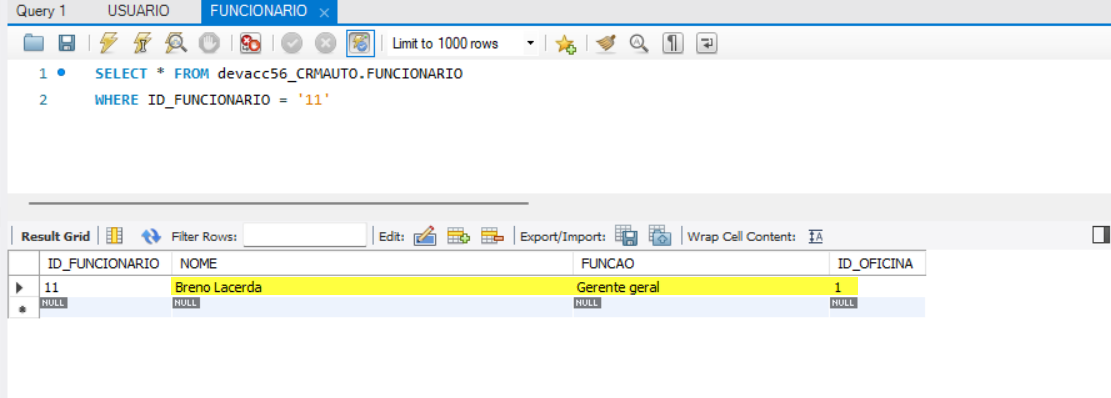 Query 1 USUARIO FUNCIONARIO
Limit to 1000 rows
1 SELECT * FROM devacc56_CRMAUTO.FUNCIONARIO
2 WHERE ID_FUNCIONARIO = '11'
Result Grid Filter Rows: Edit: Export/Import: Wrap Cell Content: IA
ID_FUNCIONARIO NOME FUNCAO ID_OFICINA
11 Breno Lacerda Gerente geral 1
NULL NULL NULL NULL